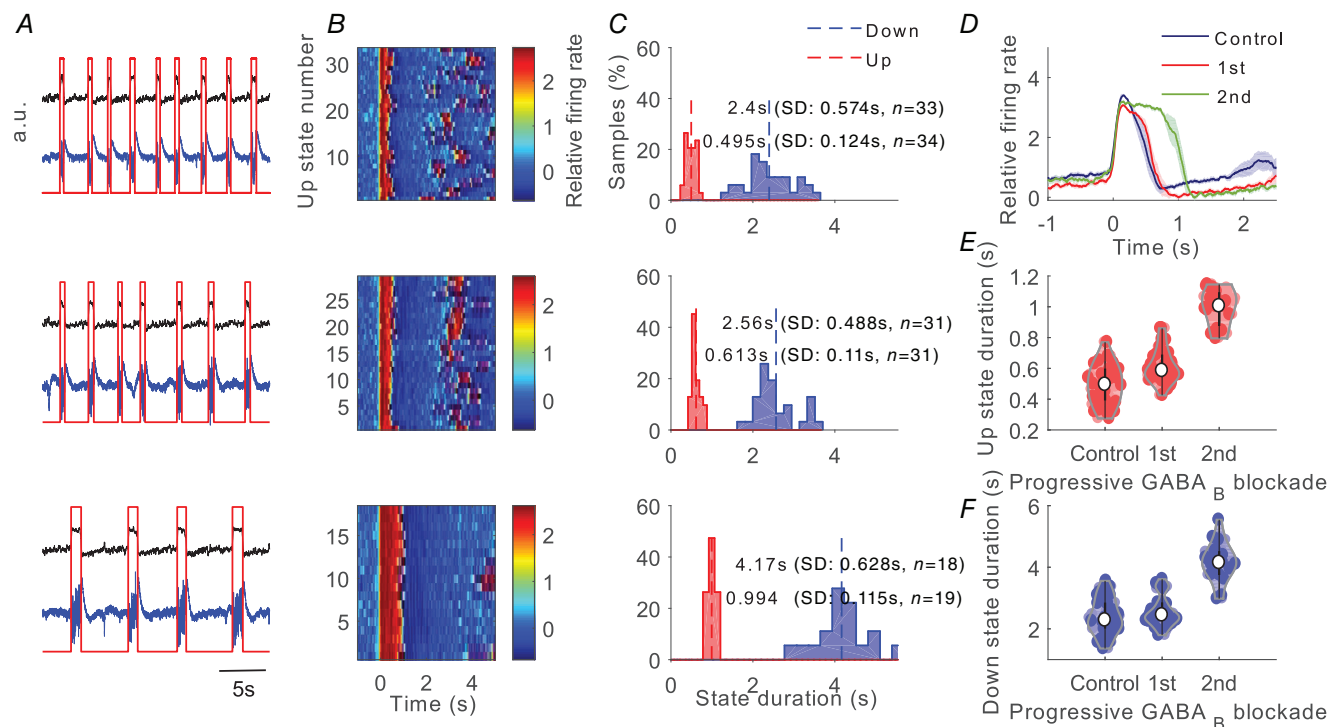 A
a.u.
5s
B
Up state number
30
20
10
2
1
0
Relative firing rate
25
20
15
10
5
2
1
0
15
10
5
2
1
0
0 2 4
Time (s)
C
Down
Up
Samples (%)
60
40
20
0
2.4s (SD: 0.574s, n=33)
0.495s (SD: 0.124s, n=34)
0 2 4
60
40
20
0
2.56s (SD: 0.488s, n=31)
0.613s (SD: 0.11s, n=31)
0 2 4
60
40
20
0
4.17s (SD: 0.628s, n=18)
0.994 (SD: 0.115s, n=19)
0 2 4
State duration (s)
D
Control
1st
2nd
Relative firing rate
4
2
0
-1 0 1 2
Time (s)
E
Up state duration (s)
1.2
1
0.8
0.6
0.4
0.2
Control 1st 2nd
Progressive GABA B blockade
F
Down state duration (s)
6
4
2
Control 1st 2nd
Progressive GABA B blockade